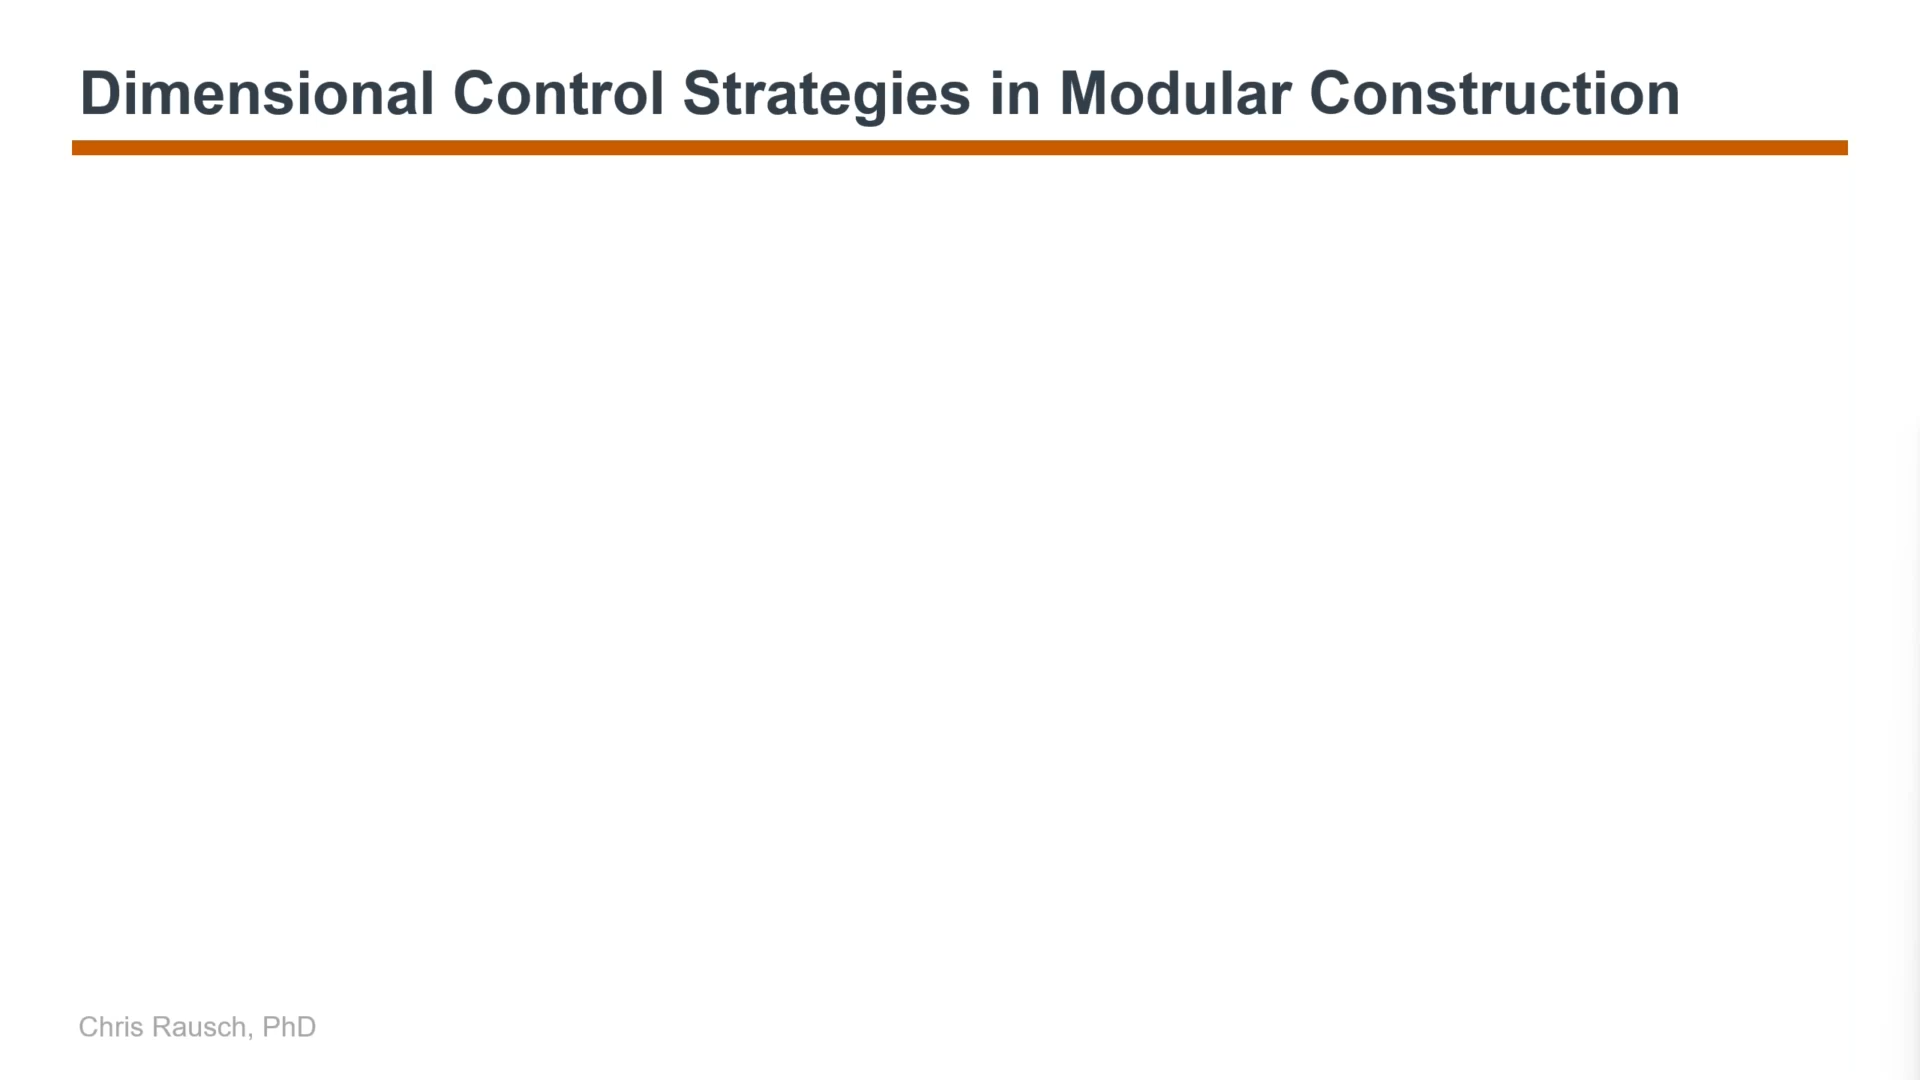 Dimensional Control Strategies in Modular Construction
Chris Rausch, PhD